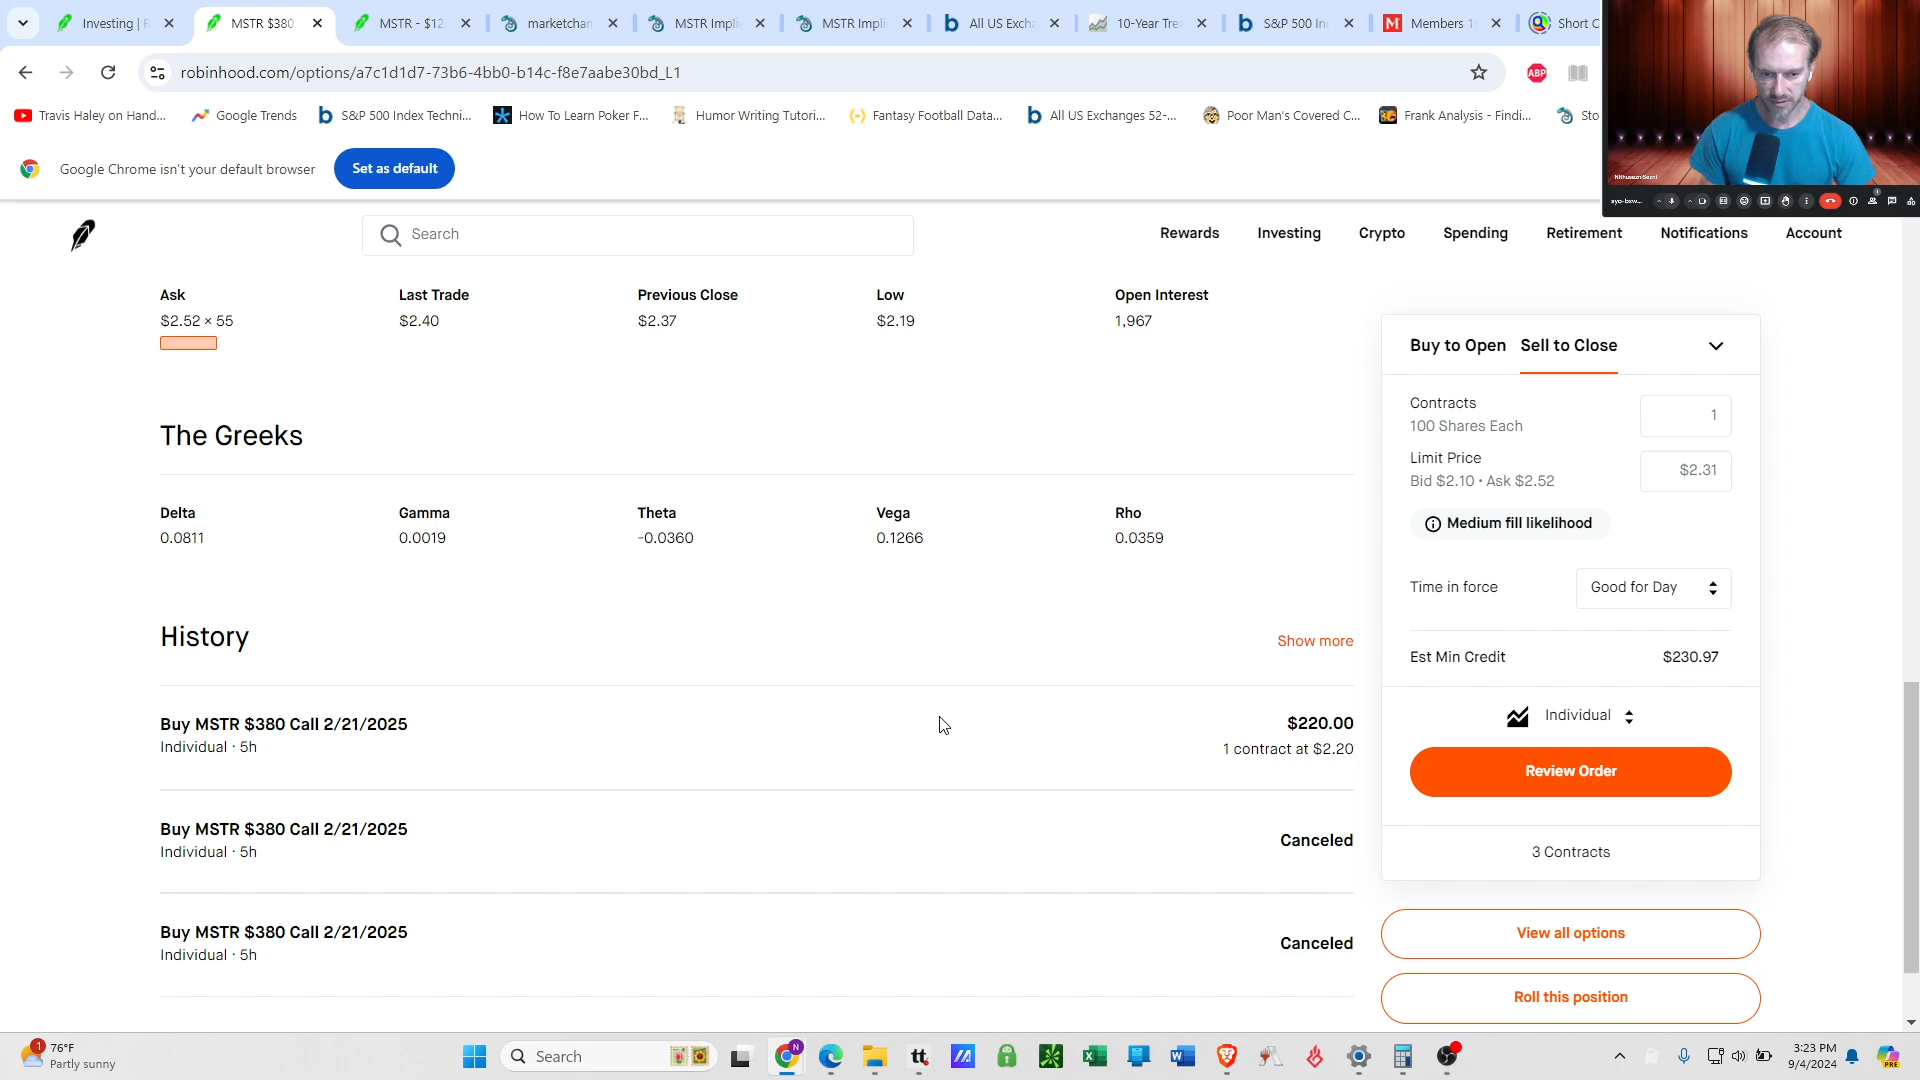 Investing | R
MSTR $380
MSTR - $12
marketchan
MSTR Impli
MSTR Impli
All US Exch
10-Year Tre
S&P 500 In
Members 1
Short C
robinhood.com/options/a7c1d1d7-73b6-4bb0-b14c-f8e7aabe30bd_L1
ABP
Travis Haley on Hand...
Google Trends
S&P 500 Index Techni...
How To Learn Poker F...
Humor Writing Tutori...
Fantasy Football Data...
All US Exchanges 52-...
Poor Man's Covered C...
Frank Analysis - Findi...
Sto
Google Chrome isn't your default browser
Set as default
Search
Rewards
Investing
Crypto
Spending
Retirement
Notifications
Account
Ask
Last Trade
Previous Close
Low
Open Interest
$2.52 × 55
$2.40
$2.37
$2.19
1,967
The Greeks
Delta
Gamma
Theta
Vega
Rho
0.0811
0.0019
-0.0360
0.1266
0.0359
History
Show more
Buy MSTR $380 Call 2/21/2025
$220.00
Individual · 5h
1 contract at $2.20
Buy MSTR $380 Call 2/21/2025
Individual · 5h
Canceled
Buy MSTR $380 Call 2/21/2025
Individual · 5h
Canceled
Buy to Open
Sell to Close
Contracts
100 Shares Each
1
Limit Price
Bid $2.10 • Ask $2.52
$2.31
Medium fill likelihood
Time in force
Good for Day
Est Min Credit
$230.97
Individual
Review Order
3 Contracts
View all options
Roll this position
1
76°F
Partly sunny
Search
N
tt
3:23 PM
9/4/2024
PRE